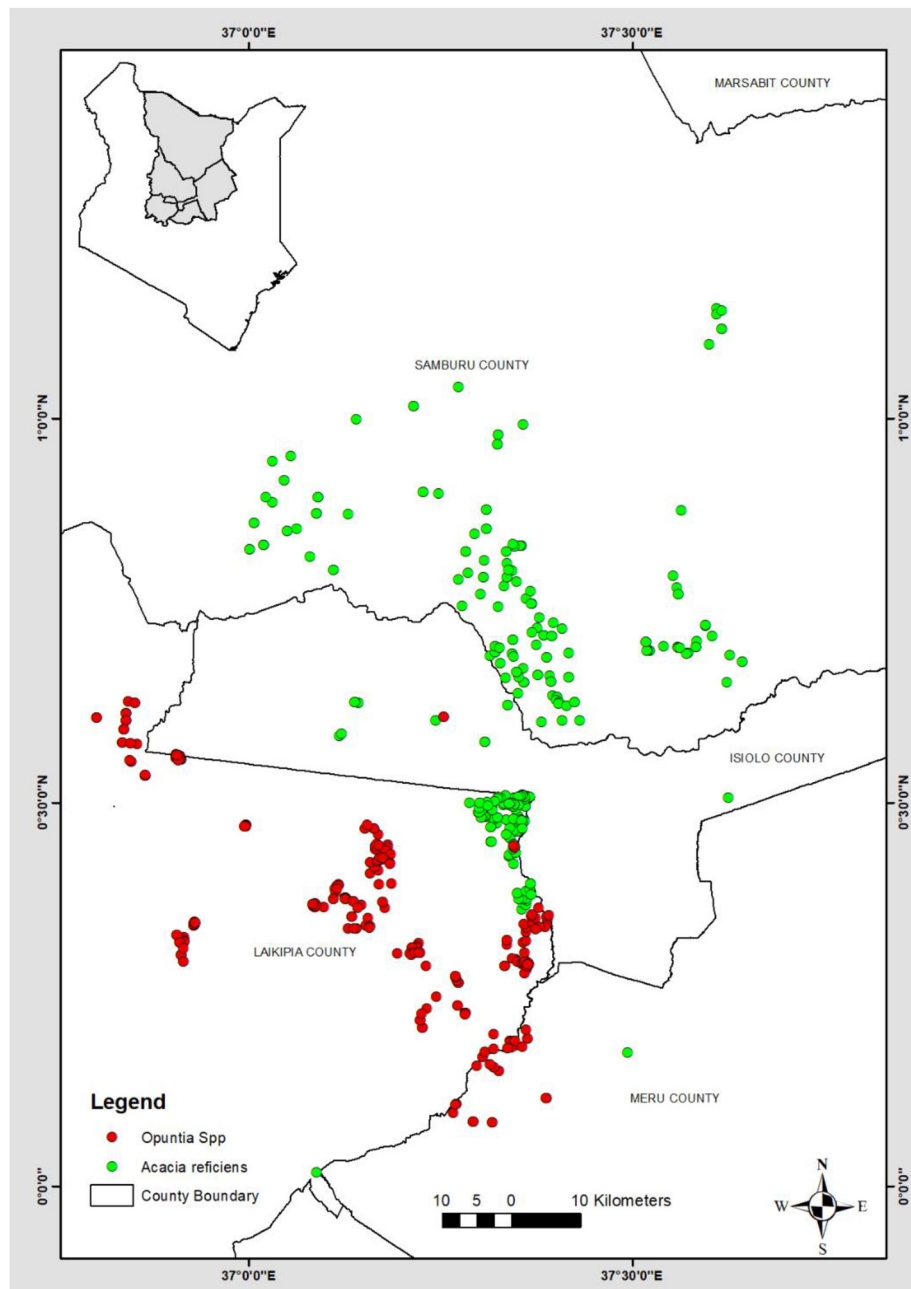 37°0'0"E 37°30'0"E
MARSABIT COUNTY
SAMBURU COUNTY
1°0'0"N 1°0'0"N
ISIOLO COUNTY
0°30'0"N 0°30'0"N
LAIKIPIA COUNTY
MERU COUNTY
Legend
Opuntia Spp
Acacia reficiens
County Boundary
10 5 0 10 Kilometers
N
W E
S
0°0'0" 0°0'0"
37°0'0"E 37°30'0"E